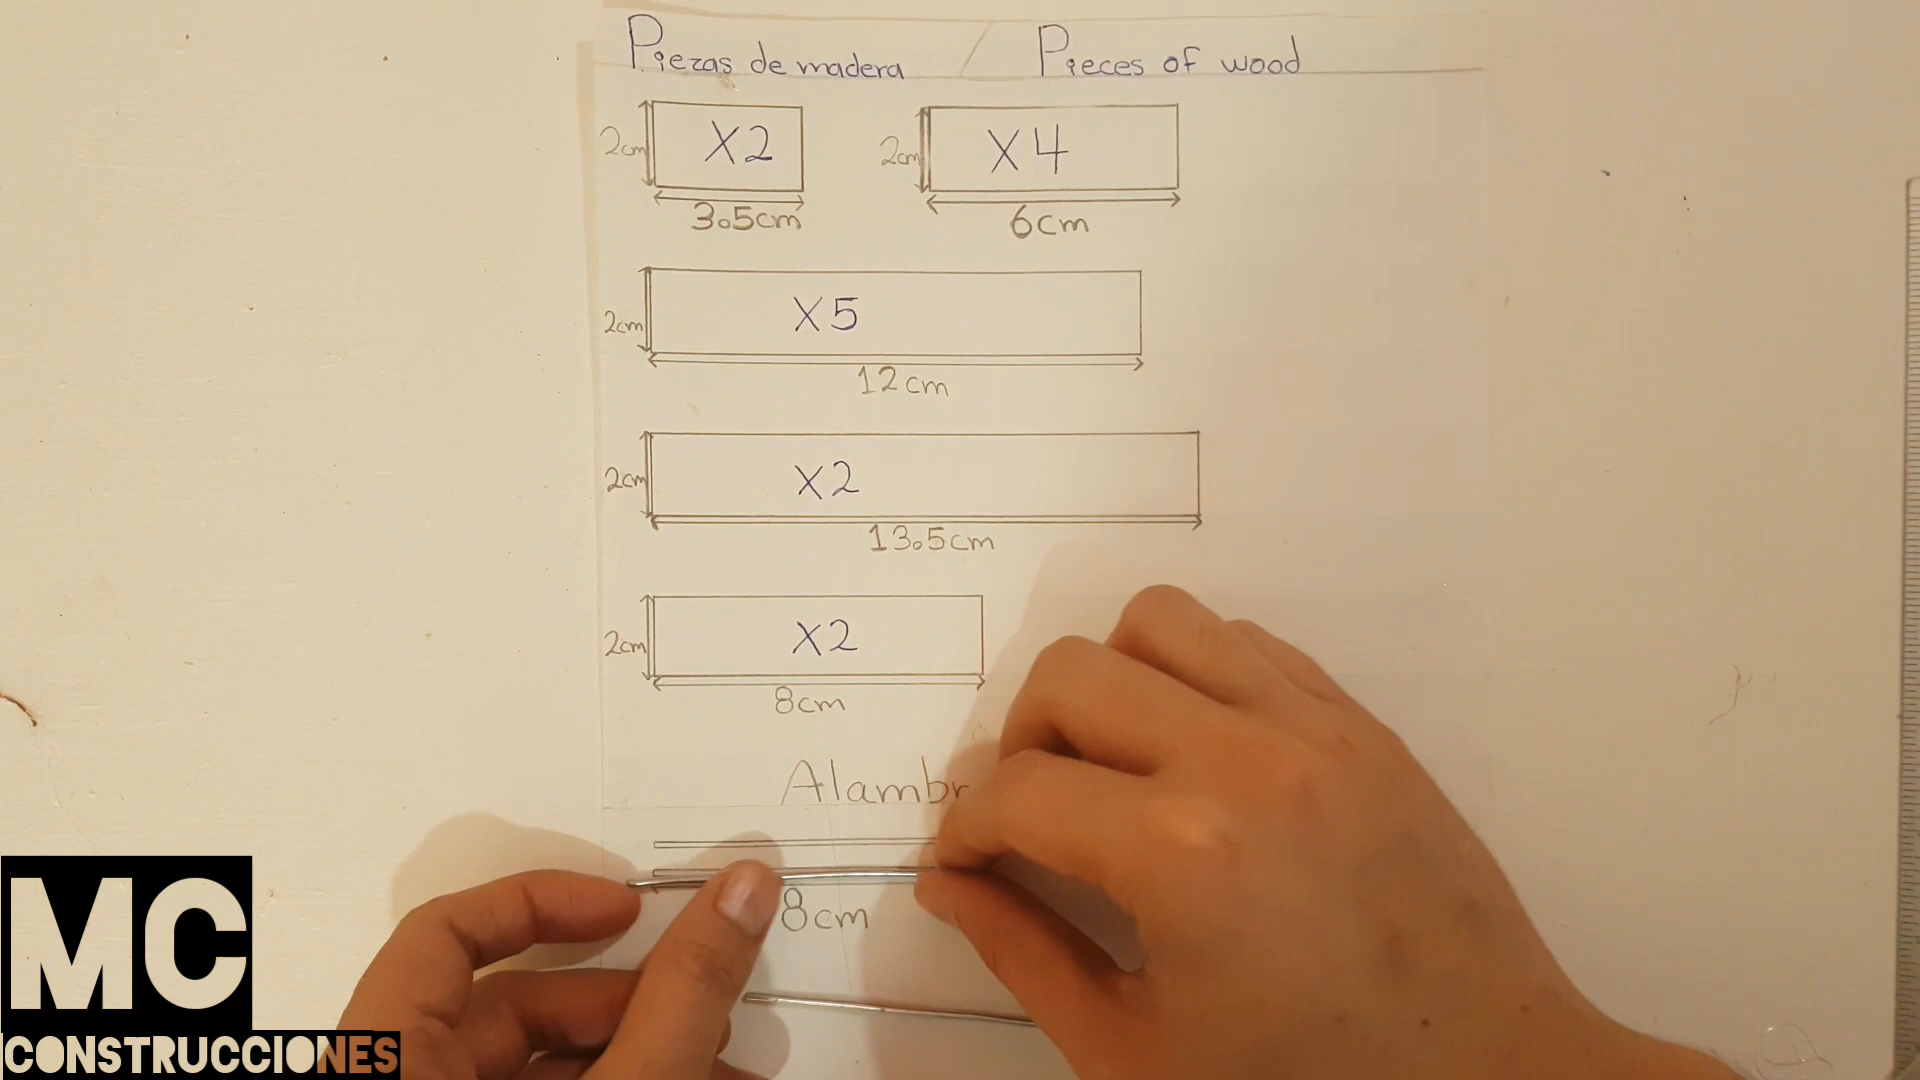 Piezas de madera / Pieces of wood
2cm X2 2cm X4
3.5cm 6cm
2cm X5
12cm
2cm X2
13.5cm
2cm X2
8cm
Alambr
8cm
MC
CONSTRUCCIONES